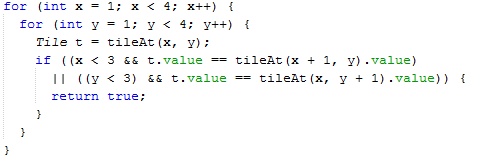 for (int x = 1; x < 4; x++) {
for (int y = 1; y < 4; y++) {
Tile t = tileAt(x, y);
if ((x < 3 && t.value == tileAt(x + 1, y).value)
|| ((y < 3) && t.value == tileAt(x, y + 1).value)) {
return true;
}
}
}